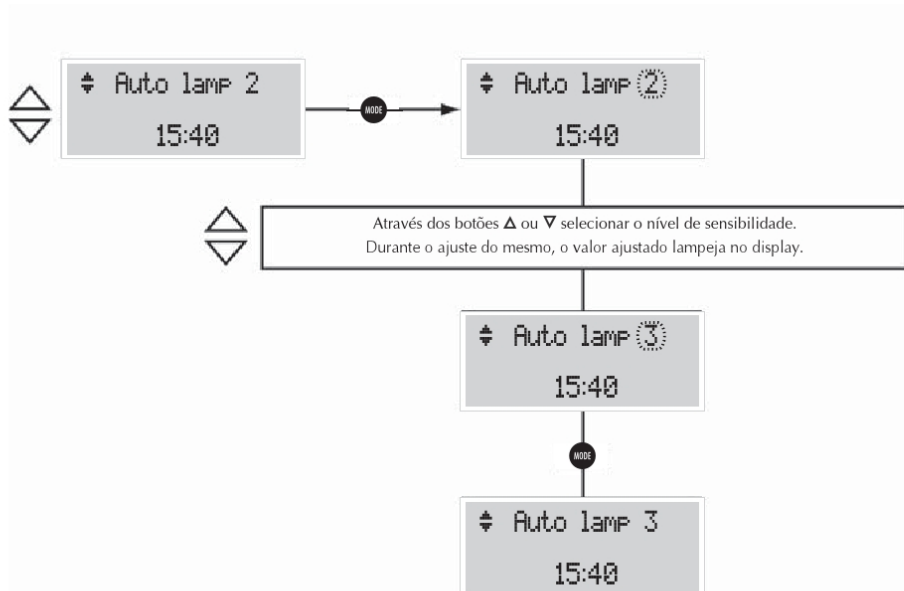 Auto lamp 2
15:40
MODE
Auto lamp 2
15:40
Através dos botões Δ ou ∇ selecionar o nível de sensibilidade.
Durante o ajuste do mesmo, o valor ajustado lampeja no display.
Auto lamp 3
15:40
MODE
Auto lamp 3
15:40